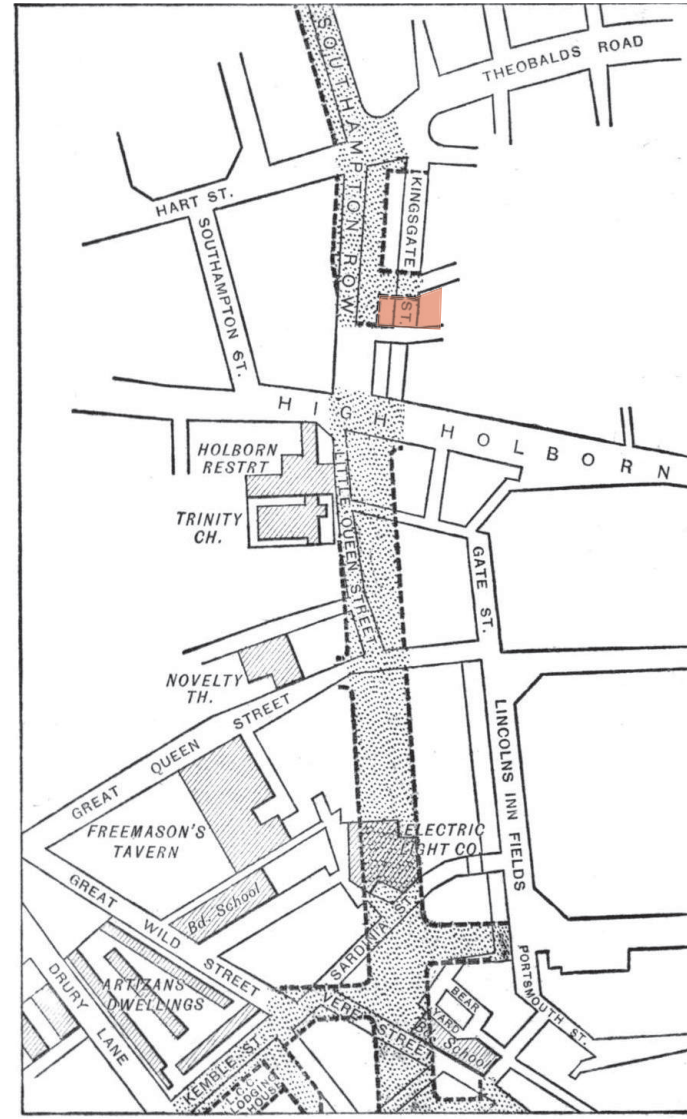 SOUTHAMPTON ROW
THEOBALDS ROAD
KINGSGATE
ST.
HART ST.
SOUTHAMPTON ST.
HIGH HOLBORN
HOLBORN
RESTRT
LITTLE QUEEN STREET
TRINITY
CH.
GATE ST.
NOVELTY
TH.
GREAT QUEEN STREET
LINCOLNS INN FIELDS
FREEMASON'S
TAVERN
ELECTRIC
LIGHT CO.
Bd. School
GREAT WILD STREET
SARDINIA ST.
PORTSMOUTH ST.
ARTIZANS
DWELLINGS
DRURY LANE
VERE STREET
BEAR
YARD
Bd. School
KEMBLE ST.
LODGING
HOUSE